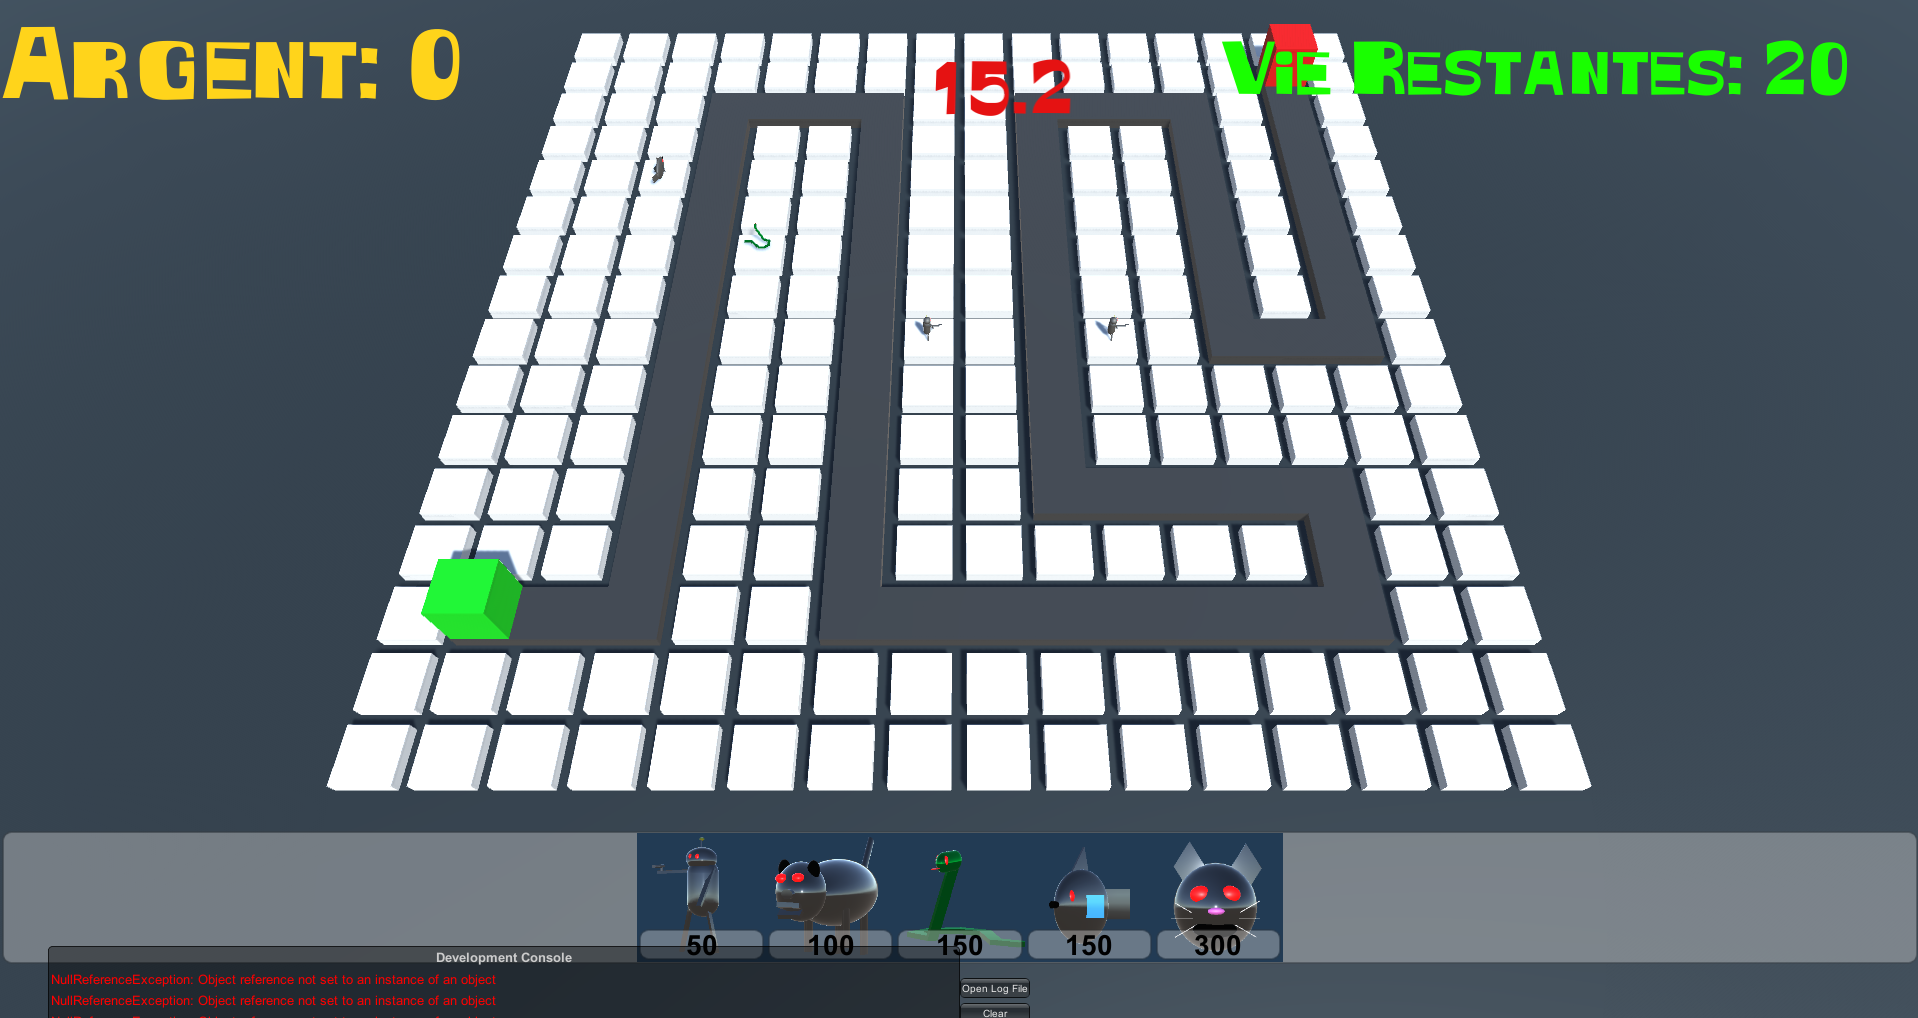 Argent: 0
15.2
Vie Restantes: 20
50
100
150
150
300
Development Console
NullReferenceException: Object reference not set to an instance of an object
NullReferenceException: Object reference not set to an instance of an object
Open Log File
Clear